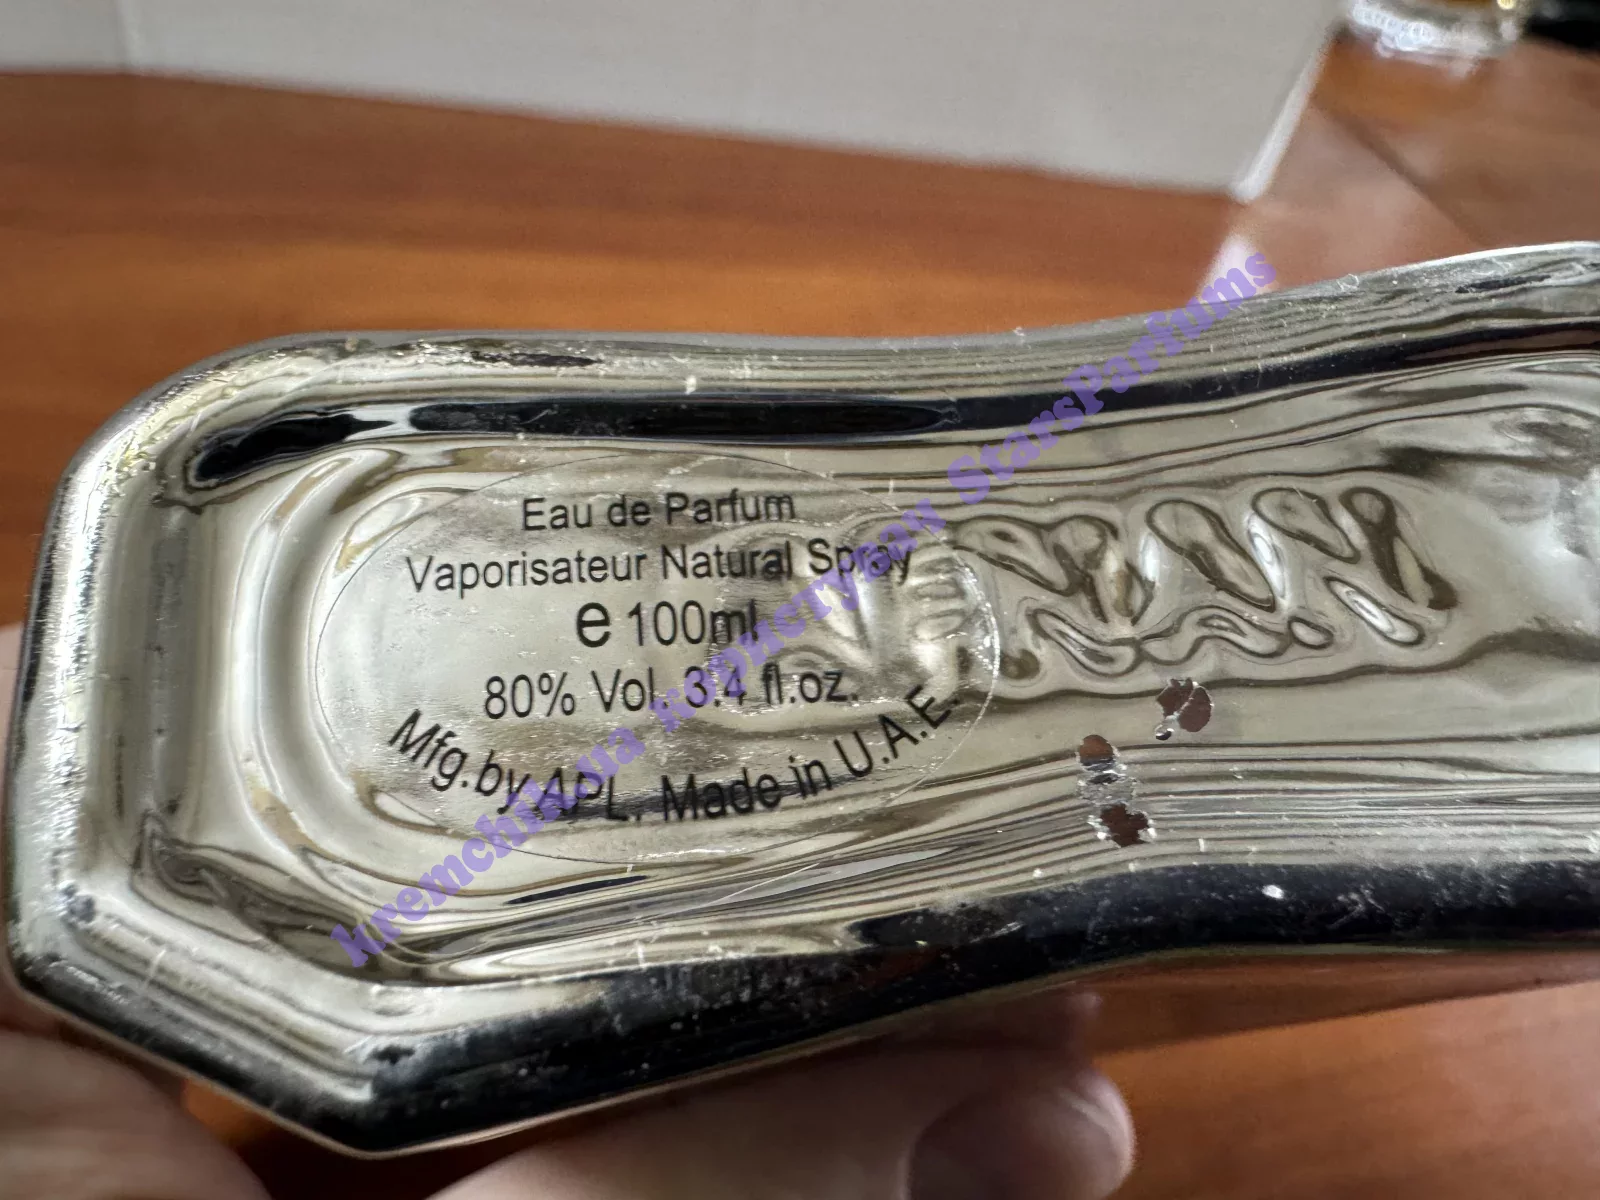 Eau de Parfum
Vaporisateur Natural Spray
e 100ml
80% Vol. 3.4 fl.oz.
Mfg.by APL. Made in U.A.E.
kremchik.ua користувач StarsParfums